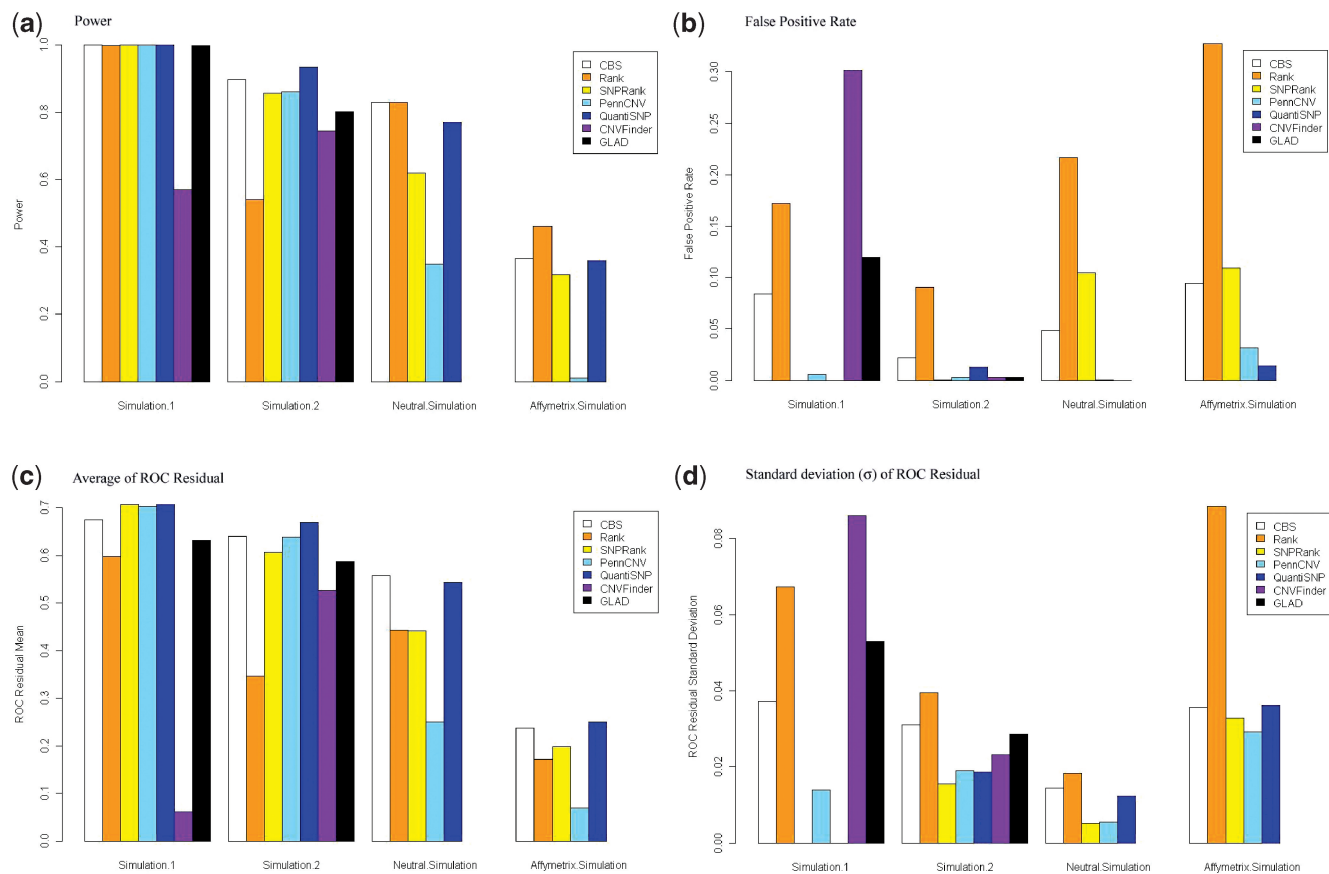 (a) Power
1.0
0.8
0.6
0.4
0.2
0.0
Power
CBS
Rank
SNPRank
PennCNV
QuantiSNP
CNVFinder
GLAD
Simulation.1
Simulation.2
Neutral.Simulation
Affymetrix.Simulation
(b) False Positive Rate
0.30
0.25
0.20
0.15
0.10
0.05
0.00
False Positive Rate
CBS
Rank
SNPRank
PennCNV
QuantiSNP
CNVFinder
GLAD
Simulation.1
Simulation.2
Neutral.Simulation
Affymetrix.Simulation
(c) Average of ROC Residual
0.7
0.6
0.5
0.4
0.3
0.2
0.1
0.0
ROC Residual Mean
CBS
Rank
SNPRank
PennCNV
QuantiSNP
CNVFinder
GLAD
Simulation.1
Simulation.2
Neutral.Simulation
Affymetrix.Simulation
(d) Standard deviation (σ) of ROC Residual
0.08
0.06
0.04
0.02
0.00
ROC Residual Standard Deviation
CBS
Rank
SNPRank
PennCNV
QuantiSNP
CNVFinder
GLAD
Simulation.1
Simulation.2
Neutral.Simulation
Affymetrix.Simulation